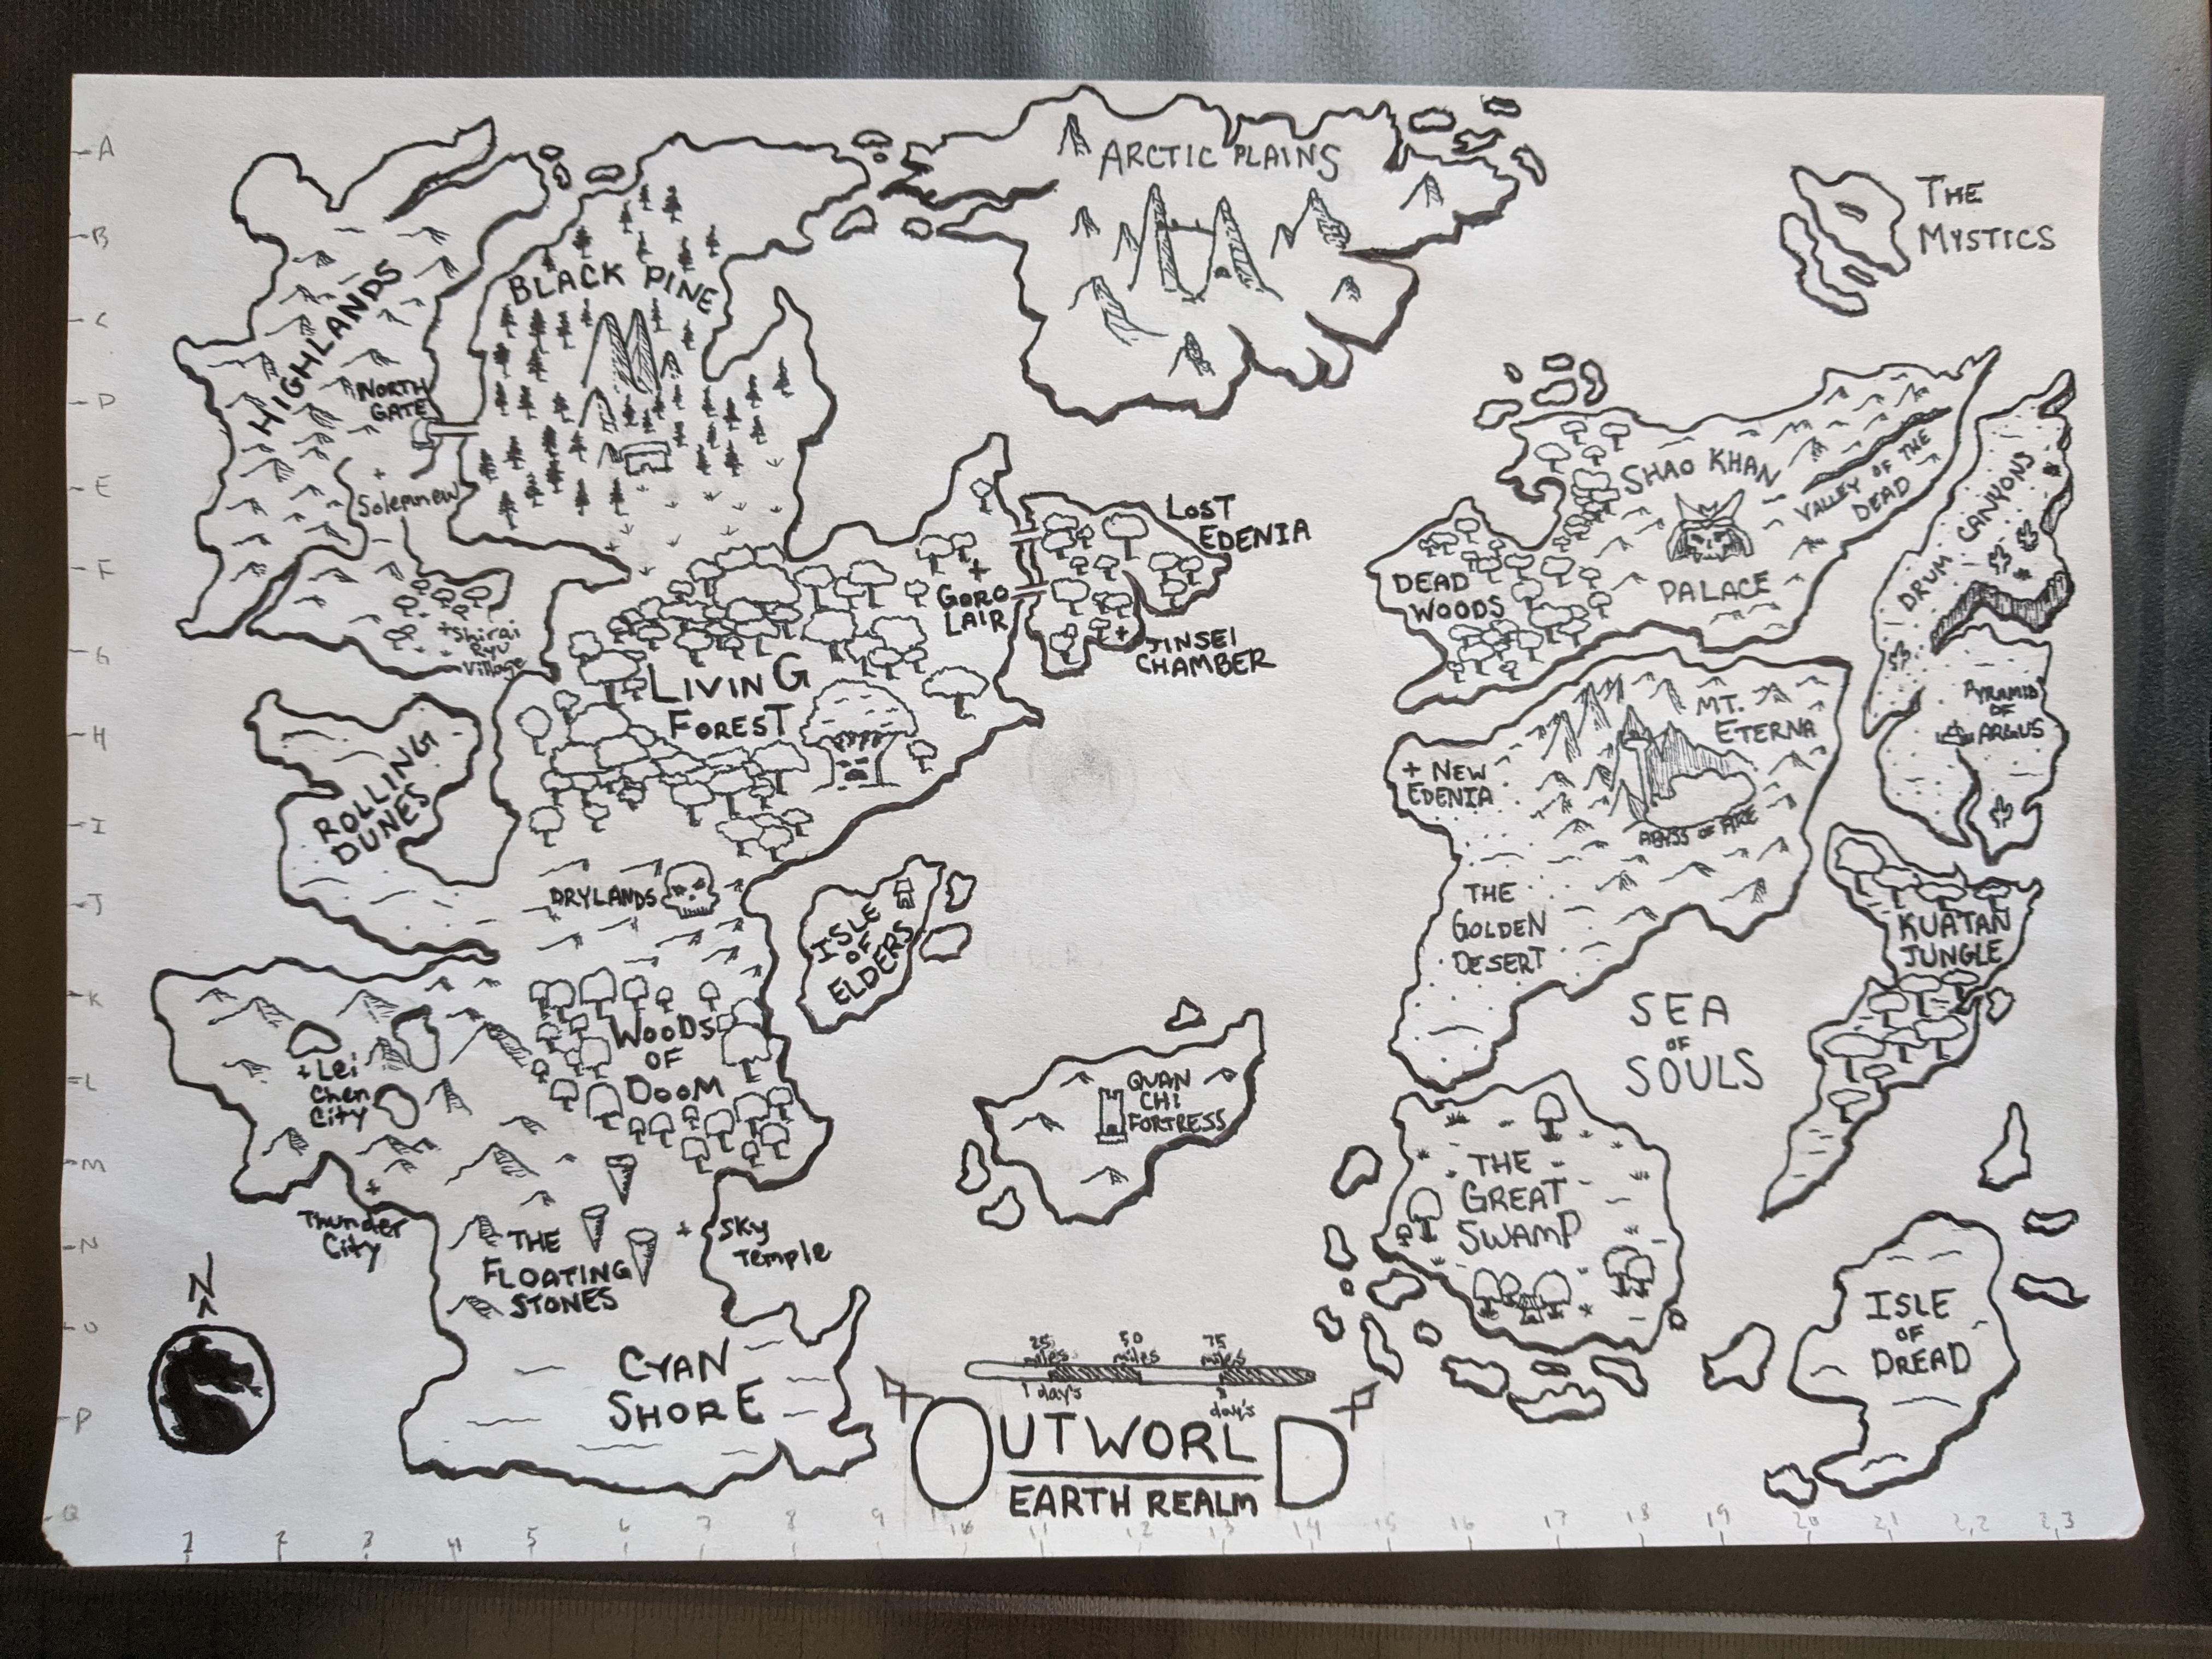 A
B
C
D
E
F
G
H
I
J
K
L
M
N
O
P
Q
ARCTIC PLAINS
THE
MYSTICS
HIGHLANDS
BLACK PINE
NORTH
GATE
LOST
EDENIA
GORO
LAIR
JINSEI
CHAMBER
+Shirai
Ryu
Village
LIVING
FOREST
ROLLING
DUNES
DRYLANDS
ISLE
OF
ELDERS
SHAO KHAN
PALACE
VALLEY OF THE
DEAD
DEAD
WOODS
DRUM CANYONS
PYRAMID
OF
ARGUS
MT.
ETERNA
+ NEW
EDENIA
ABYSS OF FIRE
THE
GOLDEN
DESERT
KUATAN
JUNGLE
SEA
OF
SOULS
WOODS
OF
DOOM
+ Lei
Chen
City
Thunder
City
QUAN
CHI
FORTRESS
THE
GREAT
SWAMP
+ SKY
Temple
THE
FLOATING
STONES
N
ISLE
OF
DREAD
CYAN
SHORE
25 miles 50 miles 75 miles
1 day's 3 day's
OUTWORLD
EARTH REALM
1 2 3 4 5 6 7 8 9 10 11 12 13 14 15 16 17 18 19 20 21 2,2 2,3